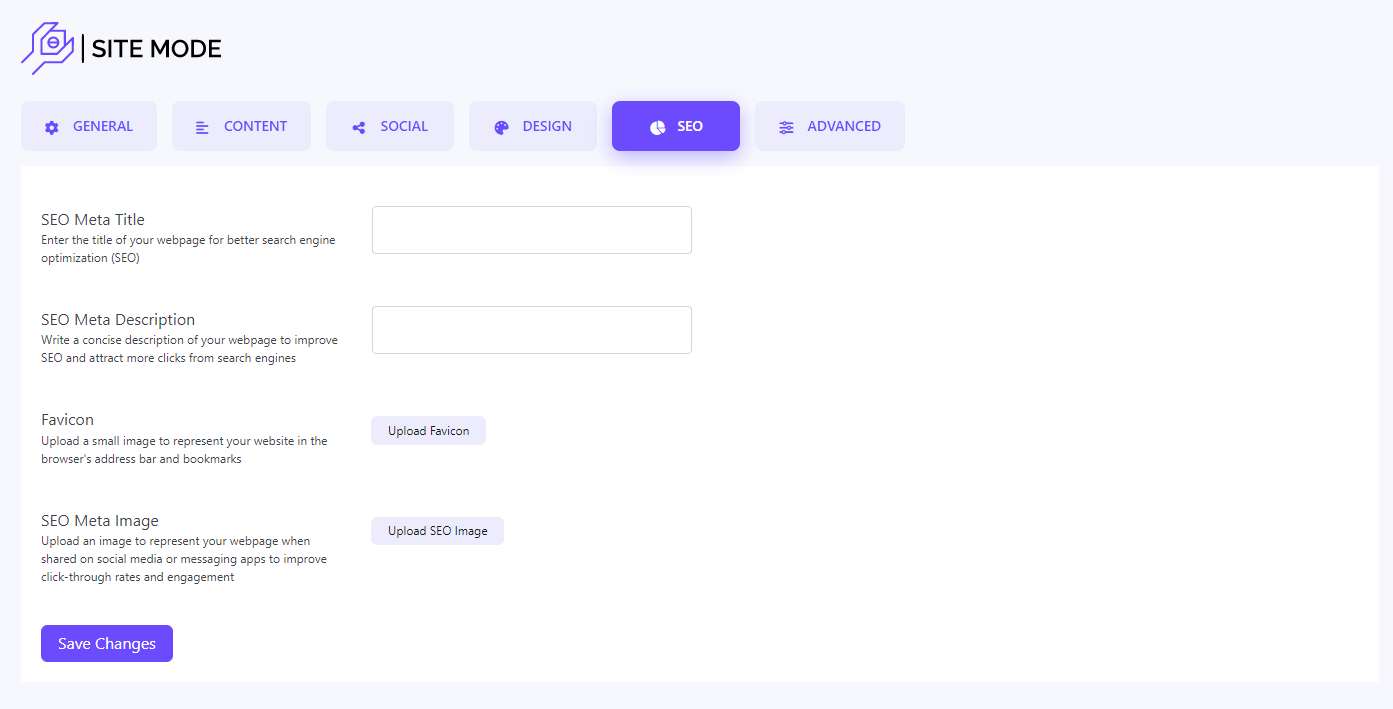 | SITE MODE
GENERAL
CONTENT
SOCIAL
DESIGN
SEO
ADVANCED
SEO Meta Title
Enter the title of your webpage for better search engine
optimization (SEO)
SEO Meta Description
Write a concise description of your webpage to improve
SEO and attract more clicks from search engines
Favicon
Upload a small image to represent your website in the
browser's address bar and bookmarks
Upload Favicon
SEO Meta Image
Upload an image to represent your webpage when
shared on social media or messaging apps to improve
click-through rates and engagement
Upload SEO Image
Save Changes